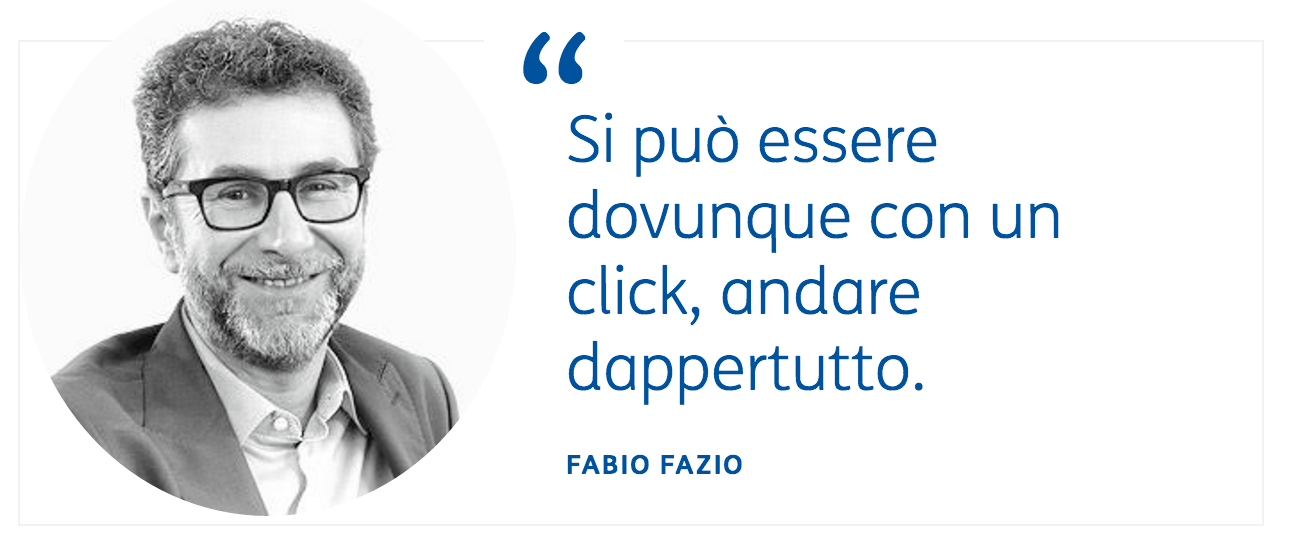 “
Si può essere
dovunque con un
click, andare
dappertutto.
FABIO FAZIO